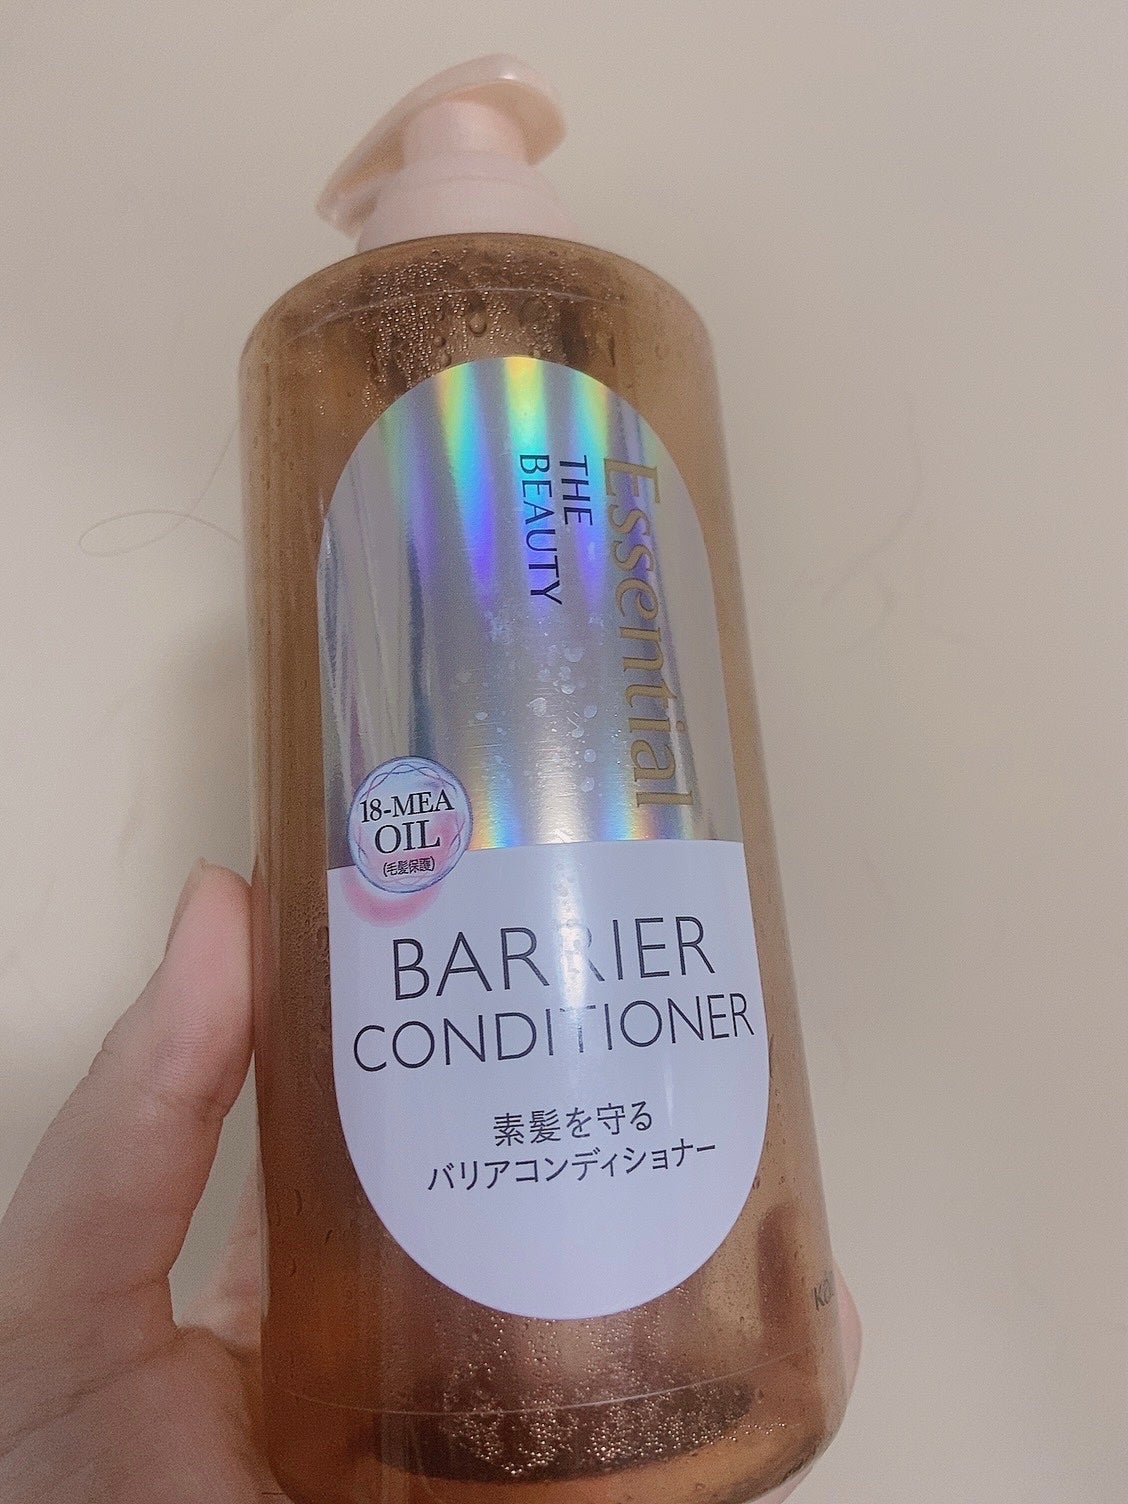 Essential
THE
BEAUTY
18-MEA
OIL
(毛髪保護)
BARRIER
CONDITIONER
素髪を守る
バリアコンディショナー